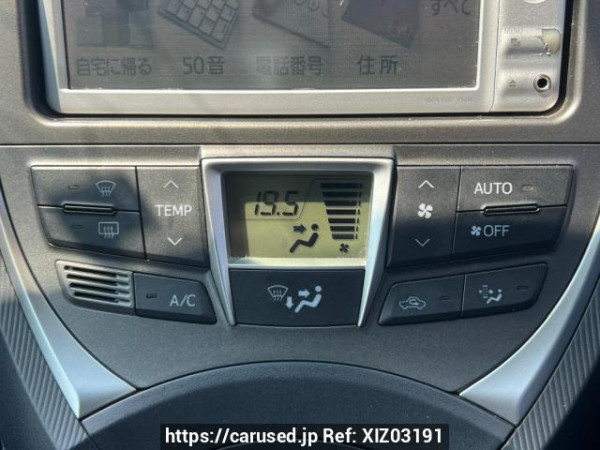 すべて
自宅に帰る 50音 電話番号 住所
TEMP
19.5
AUTO
OFF
A/C
https://carused.jp Ref: XIZ03191